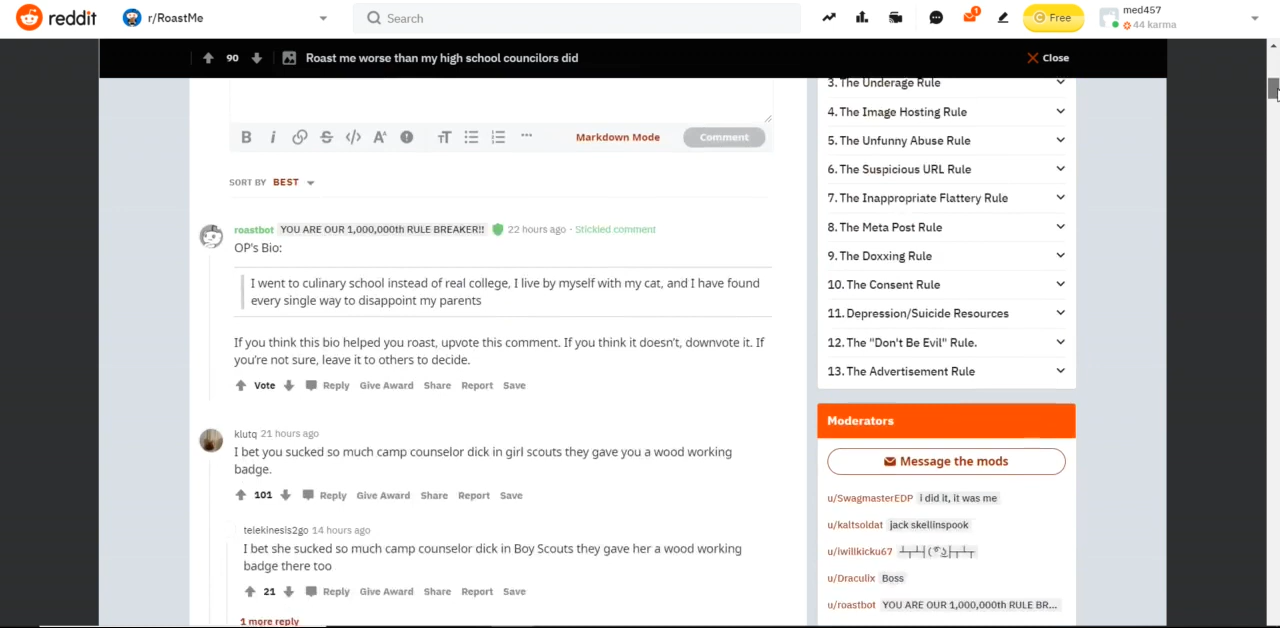 reddit
r/RoastMe
Search
1
Free
med457
44 karma
90
Roast me worse than my high school councilors did
Close
Markdown Mode
Comment
SORT BY BEST
roastbot YOU ARE OUR 1,000,000th RULE BREAKER!! 22 hours ago - Stickied comment
OP's Bio:
I went to culinary school instead of real college, I live by myself with my cat, and I have found
every single way to disappoint my parents
If you think this bio helped you roast, upvote this comment. If you think it doesn't, downvote it. If
you're not sure, leave it to others to decide.
Vote Reply Give Award Share Report Save
klutq 21 hours ago
I bet you sucked so much camp counselor dick in girl scouts they gave you a wood working
badge.
101 Reply Give Award Share Report Save
telekinesis2go 14 hours ago
I bet she sucked so much camp counselor dick in Boy Scouts they gave her a wood working
badge there too
21 Reply Give Award Share Report Save
1 more reply
3. The Underage Rule
4. The Image Hosting Rule
5. The Unfunny Abuse Rule
6. The Suspicious URL Rule
7. The Inappropriate Flattery Rule
8. The Meta Post Rule
9. The Doxxing Rule
10. The Consent Rule
11. Depression/Suicide Resources
12. The "Don't Be Evil" Rule.
13. The Advertisement Rule
Moderators
Message the mods
u/SwagmasterEDP i did it, it was me
u/kaltsoldat jack skellinspook
u/iwillkicku67
u/Draculix Boss
u/roastbot YOU ARE OUR 1,000,000th RULE BR...